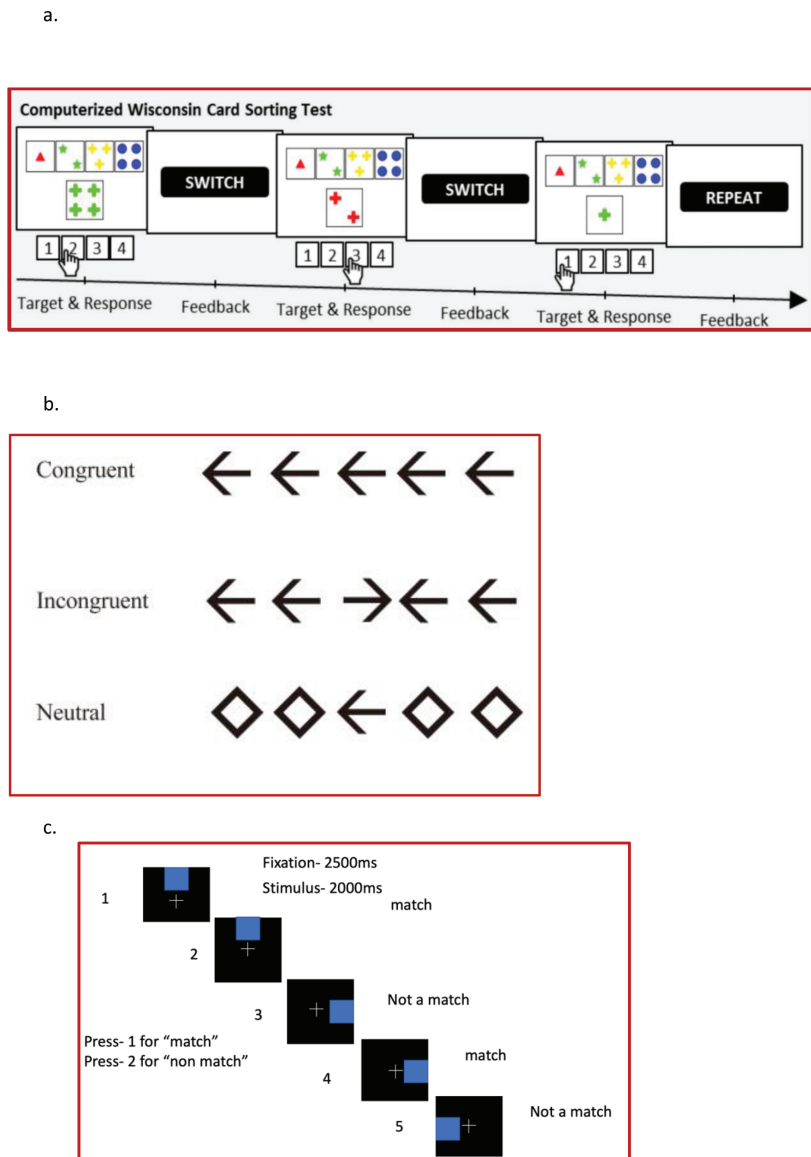 a.
Computerized Wisconsin Card Sorting Test
SWITCH
SWITCH
REPEAT
1 2 3 4
1 2 3 4
1 2 3 4
Target & Response
Feedback
Target & Response
Feedback
Target & Response
Feedback
b.
Congruent
Incongruent
Neutral
c.
Fixation- 2500ms
Stimulus- 2000ms
1
match
2
Not a match
3
Press- 1 for “match”
Press- 2 for “non match”
match
4
Not a match
5